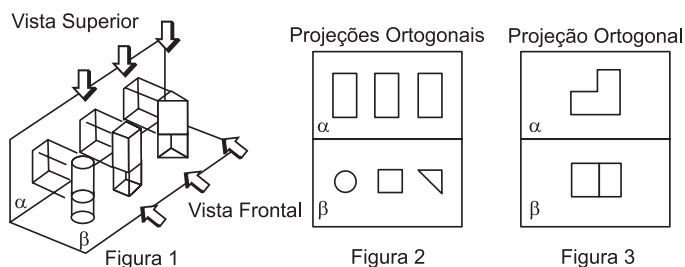 Vista Superior
α
β
Vista Frontal
Figura 1
Projeções Ortogonais
α
β
Figura 2
Projeção Ortogonal
α
β
Figura 3